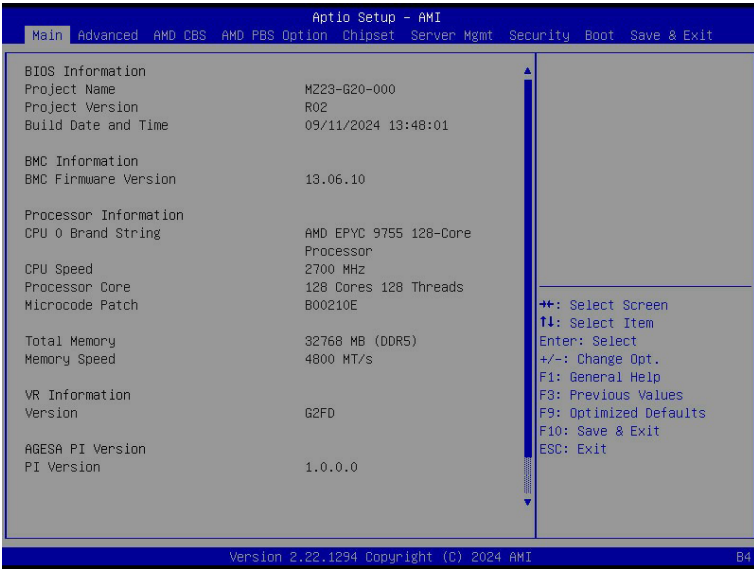 Aptio Setup - AMI
Main Advanced AMD CBS AMD PBS Option Chipset Server Mgmt Security Boot Save & Exit
BIOS Information
Project Name MZ23-G20-000
Project Version R02
Build Date and Time 09/11/2024 13:48:01
BMC Information
BMC Firmware Version 13.06.10
Processor Information
CPU 0 Brand String AMD EPYC 9755 128-Core
Processor
CPU Speed 2700 MHz
Processor Core 128 Cores 128 Threads
Microcode Patch B00210E
Total Memory 32768 MB (DDR5)
Memory Speed 4800 MT/s
VR Information
Version G2FD
AGESA PI Version
PI Version 1.0.0.0
→←: Select Screen
↑↓: Select Item
Enter: Select
+/-: Change Opt.
F1: General Help
F3: Previous Values
F9: Optimized Defaults
F10: Save & Exit
ESC: Exit
Version 2.22.1294 Copyright (C) 2024 AMI
B4